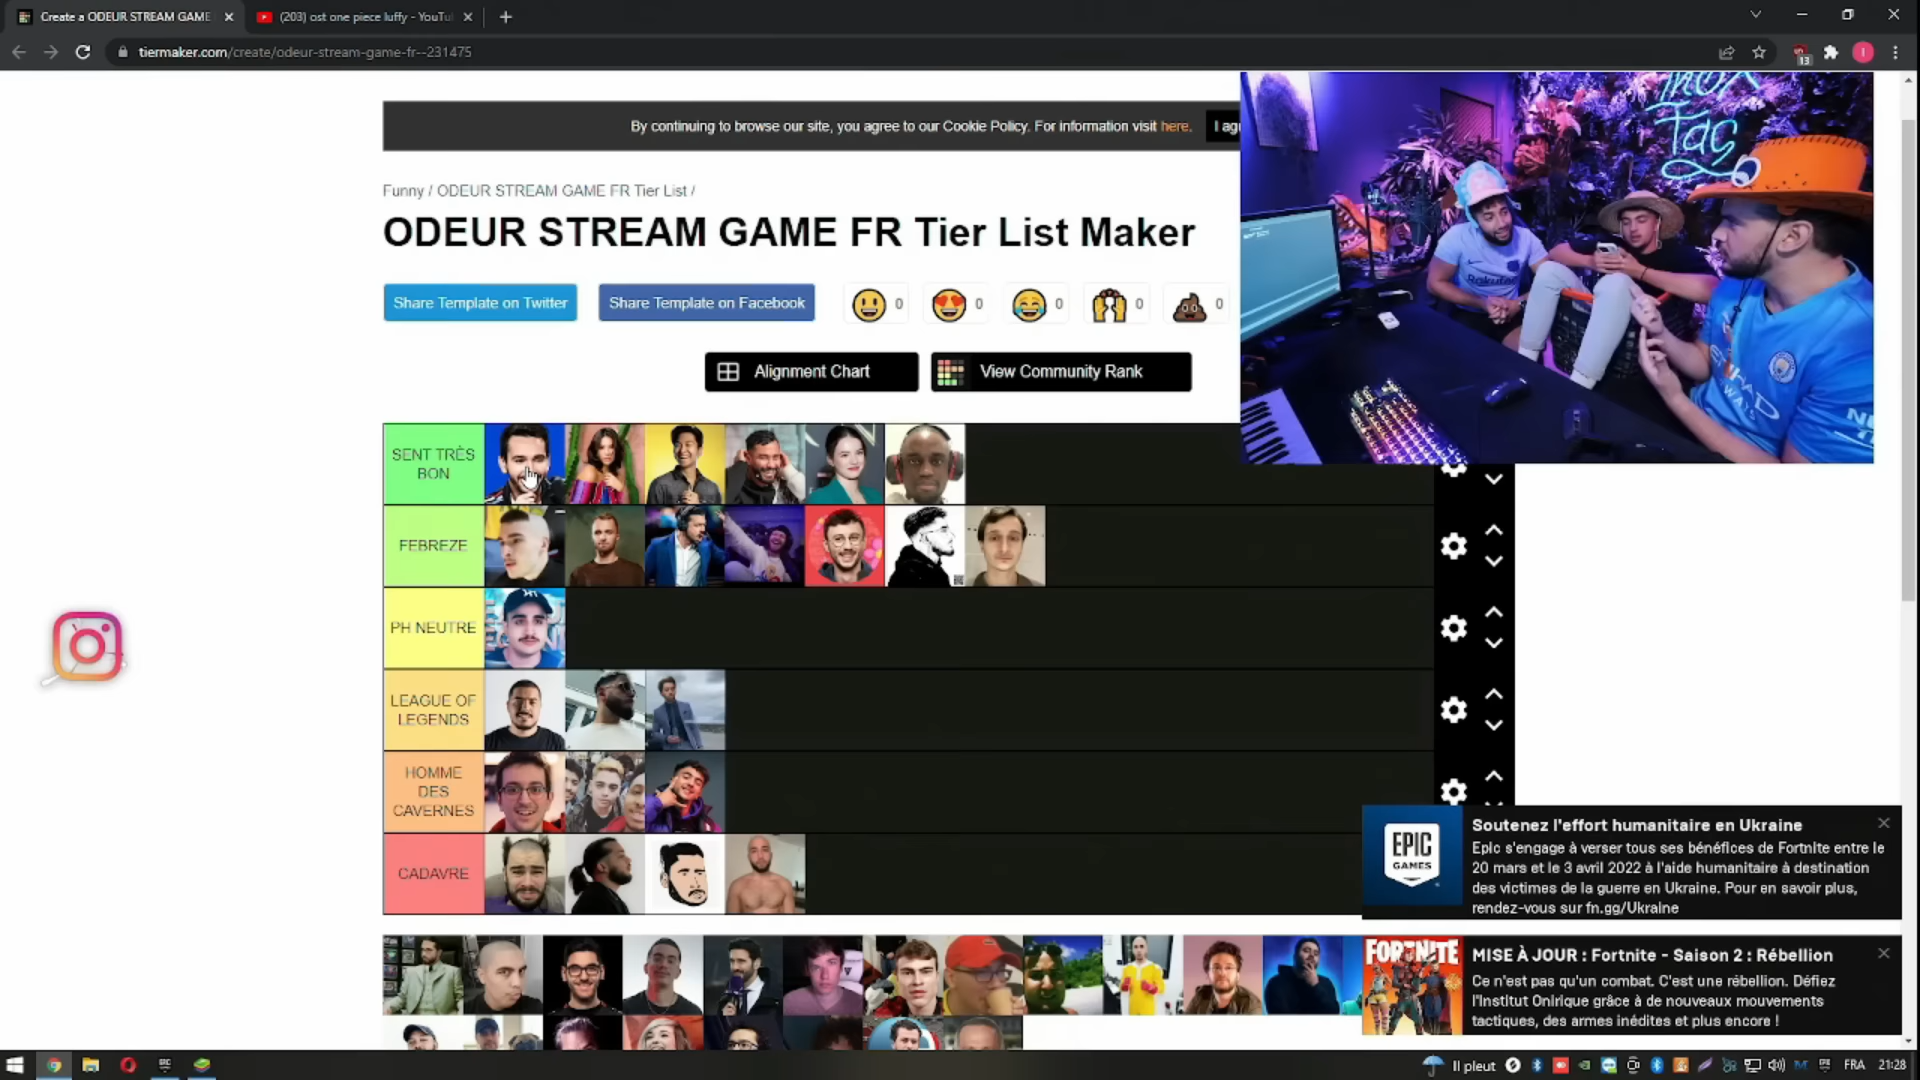 Create a ODEUR STREAM GAME
(203) ost one piece luffy - YouTu
tiermaker.com/create/odeur-stream-game-fr--231475
13
I
By continuing to browse our site, you agree to our Cookie Policy. For information visit here.
I agr
Funny / ODEUR STREAM GAME FR Tier List /
ODEUR STREAM GAME FR Tier List Maker
Share Template on Twitter
Share Template on Facebook
0
0
0
0
0
Alignment Chart
View Community Rank
Inox
Tag
Rakuten
SENT TRÈS
BON
FEBREZE
PH NEUTRE
LEAGUE OF
LEGENDS
HOMME
DES
CAVERNES
CADAVRE
EPIC
GAMES
Soutenez l'effort humanitaire en Ukraine
Epic s'engage à verser tous ses bénéfices de Fortnite entre le
20 mars et le 3 avril 2022 à l'aide humanitaire à destination
des victimes de la guerre en Ukraine. Pour en savoir plus,
rendez-vous sur fn.gg/Ukraine
FORTNITE
MISE À JOUR : Fortnite - Saison 2 : Rébellion
Ce n'est pas qu'un combat. C'est une rébellion. Défiez
l'Institut Onirique grâce à de nouveaux mouvements
tactiques, des armes inédites et plus encore !
Il pleut
FRA
21:28